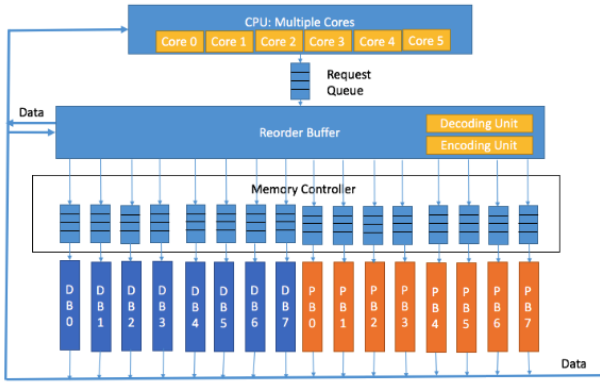 CPU: Multiple Cores
Core 0 Core 1 Core 2 Core 3 Core 4 Core 5
Request
Queue
Data
Reorder Buffer
Decoding Unit
Encoding Unit
Memory Controller
DB0 DB1 DB2 DB3 DB4 DB5 DB6 DB7 PB0 PB1 PB2 PB3 PB4 PB5 PB6 PB7
Data